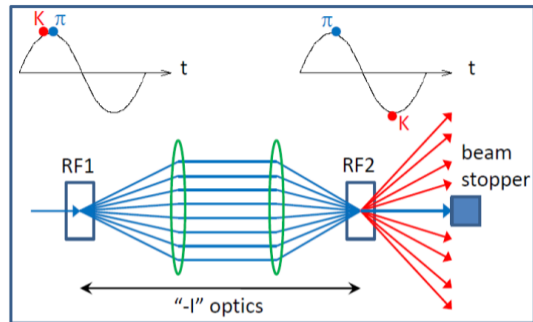 K π
π
t
t
K
RF1
RF2
beam
stopper
"-I" optics